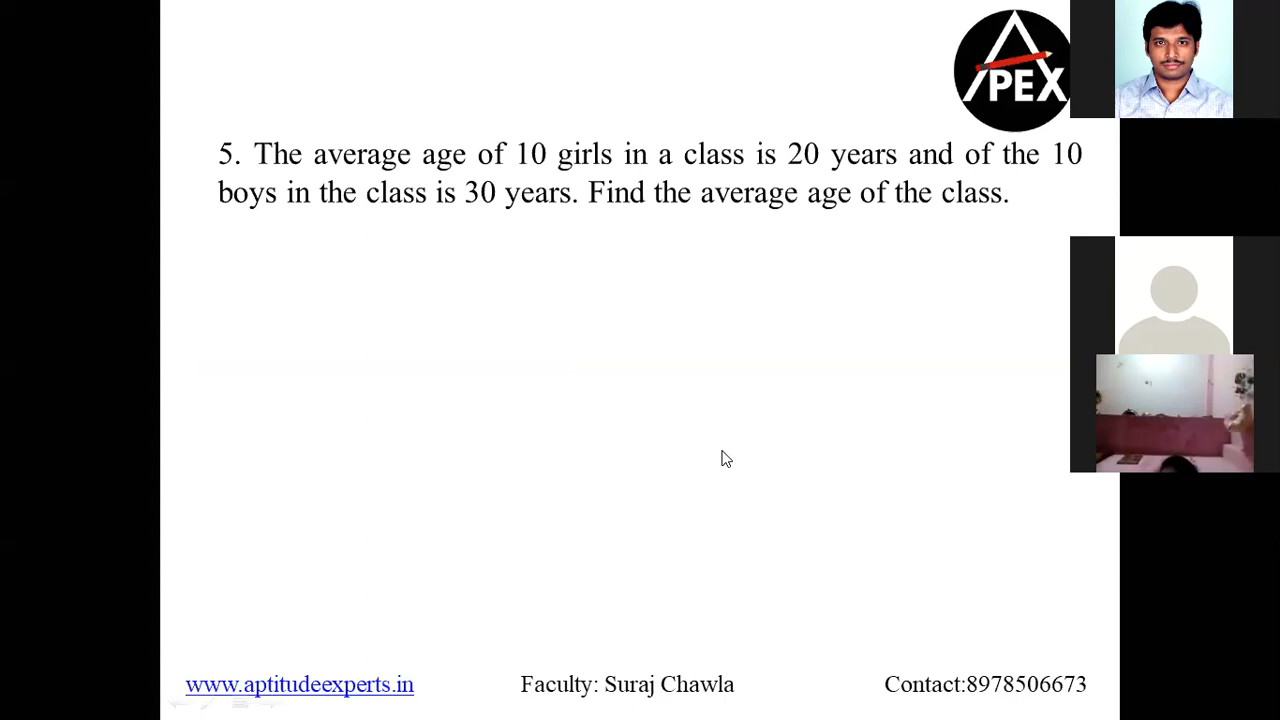 APEX
5. The average age of 10 girls in a class is 20 years and of the 10
boys in the class is 30 years. Find the average age of the class.
www.aptitudeexperts.in Faculty: Suraj Chawla Contact:8978506673